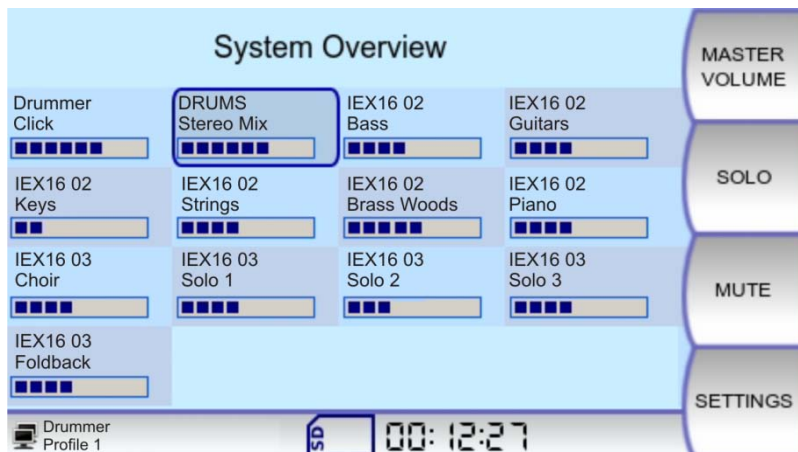 System Overview
MASTER
VOLUME
Drummer
Click
DRUMS
Stereo Mix
IEX16 02
Bass
IEX16 02
Guitars
SOLO
IEX16 02
Keys
IEX16 02
Strings
IEX16 02
Brass Woods
IEX16 02
Piano
IEX16 03
Choir
IEX16 03
Solo 1
IEX16 03
Solo 2
IEX16 03
Solo 3
MUTE
IEX16 03
Foldback
SETTINGS
Drummer
Profile 1
SD
00:12:27